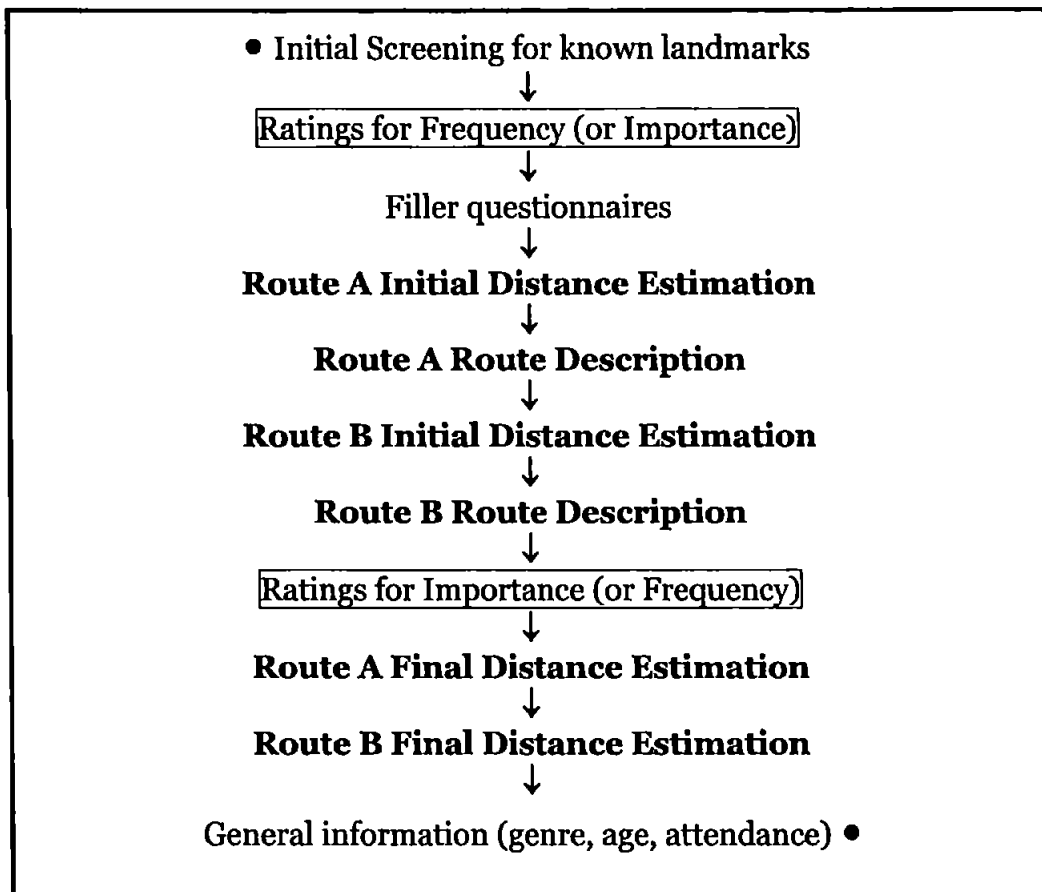 • Initial Screening for known landmarks
↓
Ratings for Frequency (or Importance)
↓
Filler questionnaires
↓
Route A Initial Distance Estimation
↓
Route A Route Description
↓
Route B Initial Distance Estimation
↓
Route B Route Description
↓
Ratings for Importance (or Frequency)
↓
Route A Final Distance Estimation
↓
Route B Final Distance Estimation
↓
General information (genre, age, attendance) •